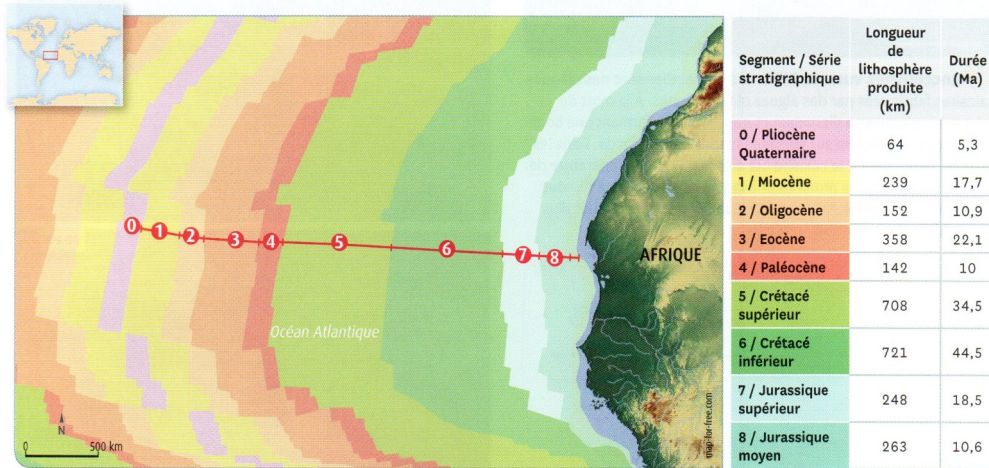 0
1
2
3
4
5
6
7
8
AFRIQUE
Océan Atlantique
N
0 500 km
map-for-free.com
Segment / Série stratigraphique | Longueur de lithosphère produite (km) | Durée (Ma)
0 / Pliocène Quaternaire | 64 | 5,3
1 / Miocène | 239 | 17,7
2 / Oligocène | 152 | 10,9
3 / Eocène | 358 | 22,1
4 / Paléocène | 142 | 10
5 / Crétacé supérieur | 708 | 34,5
6 / Crétacé inférieur | 721 | 44,5
7 / Jurassique supérieur | 248 | 18,5
8 / Jurassique moyen | 263 | 10,6